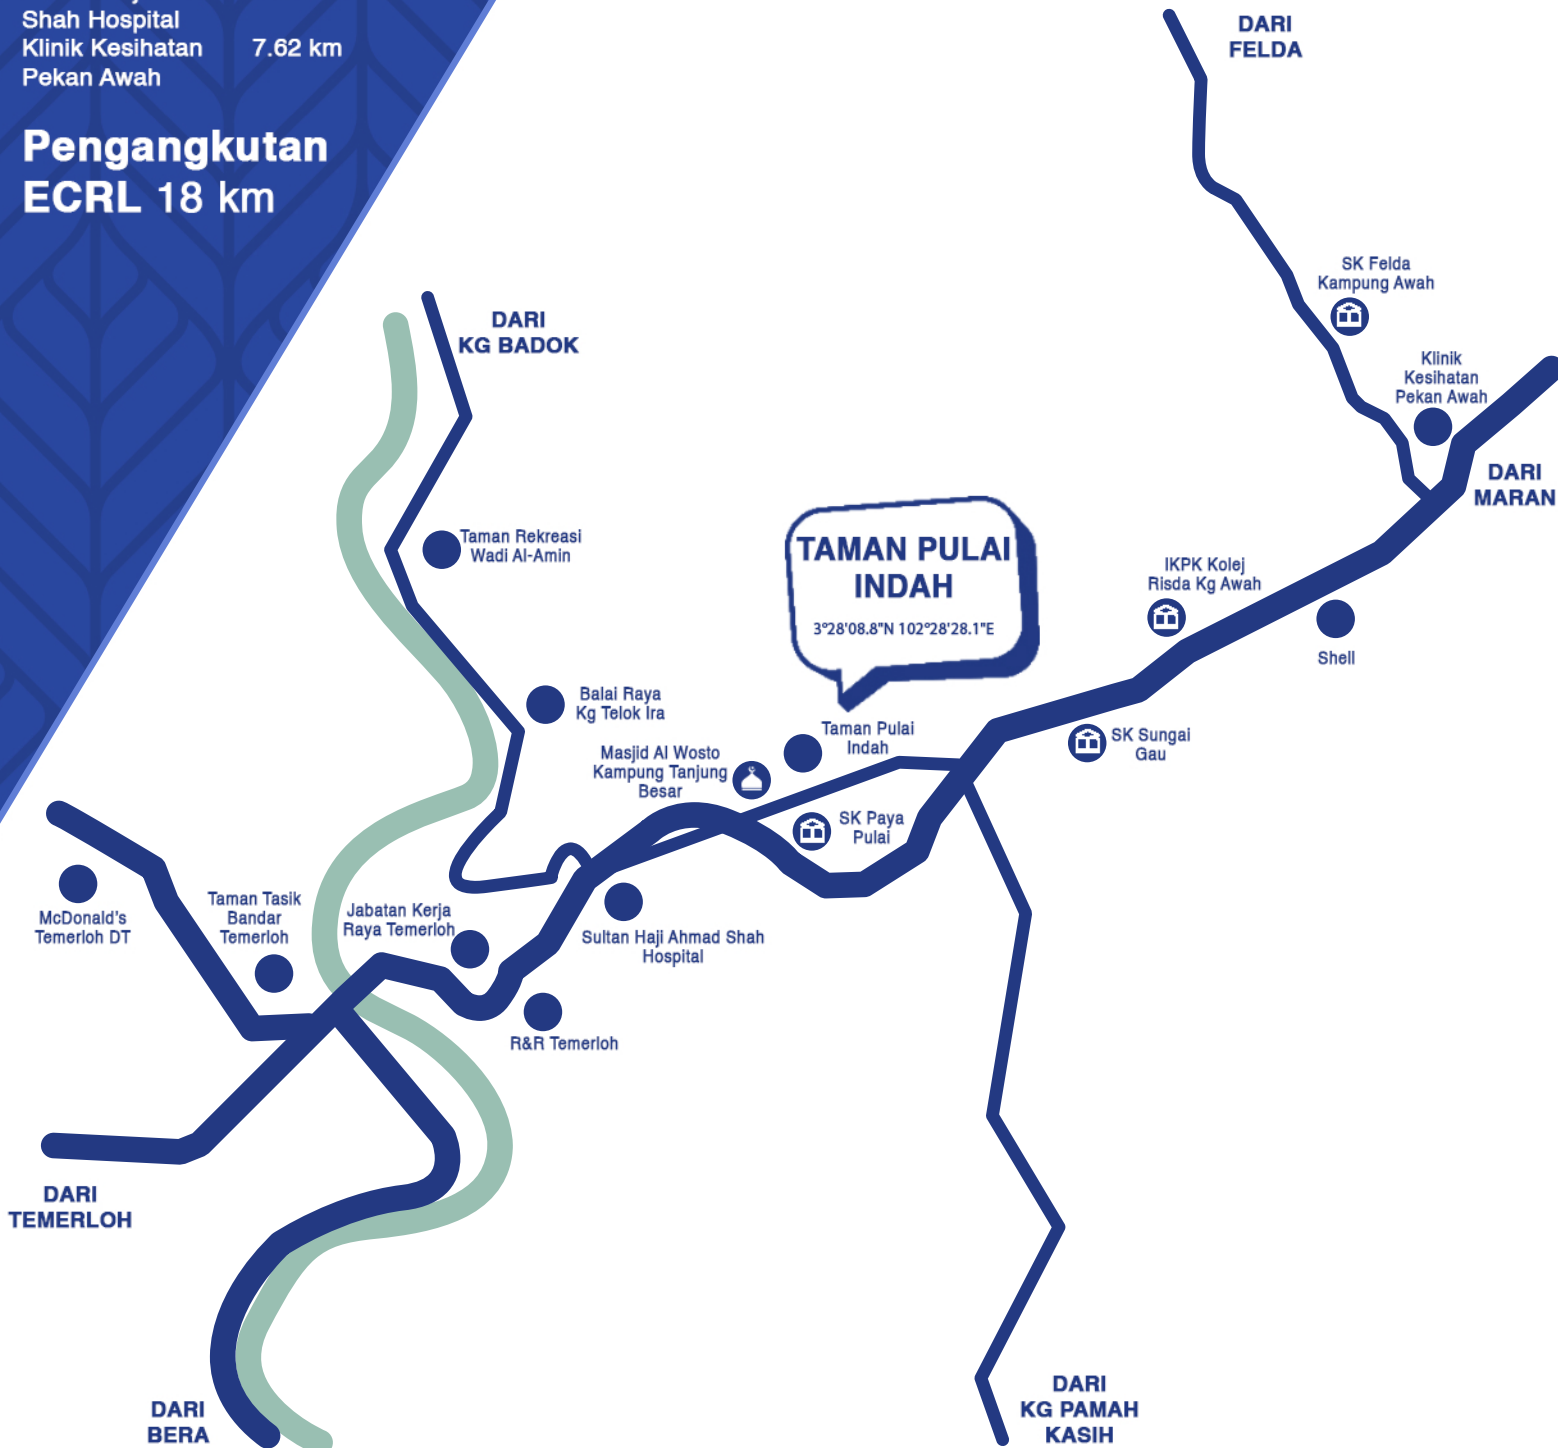 Shah Hospital
Klinik Kesihatan 7.62 km
Pekan Awah
Pengangkutan
ECRL 18 km
DARI
FELDA
SK Felda
Kampung Awah
Klinik
Kesihatan
Pekan Awah
DARI
MARAN
DARI
KG BADOK
Taman Rekreasi
Wadi Al-Amin
TAMAN PULAI
INDAH
3°28'08.8"N 102°28'28.1"E
IKPK Kolej
Risda Kg Awah
Shell
Balai Raya
Kg Telok Ira
Taman Pulai
Indah
SK Sungai
Gau
Masjid Al Wosto
Kampung Tanjung
Besar
SK Paya
Pulai
McDonald's
Temerloh DT
Taman Tasik
Bandar
Temerloh
Jabatan Kerja
Raya Temerloh
Sultan Haji Ahmad Shah
Hospital
R&R Temerloh
DARI
TEMERLOH
DARI
BERA
DARI
KG PAMAH
KASIH